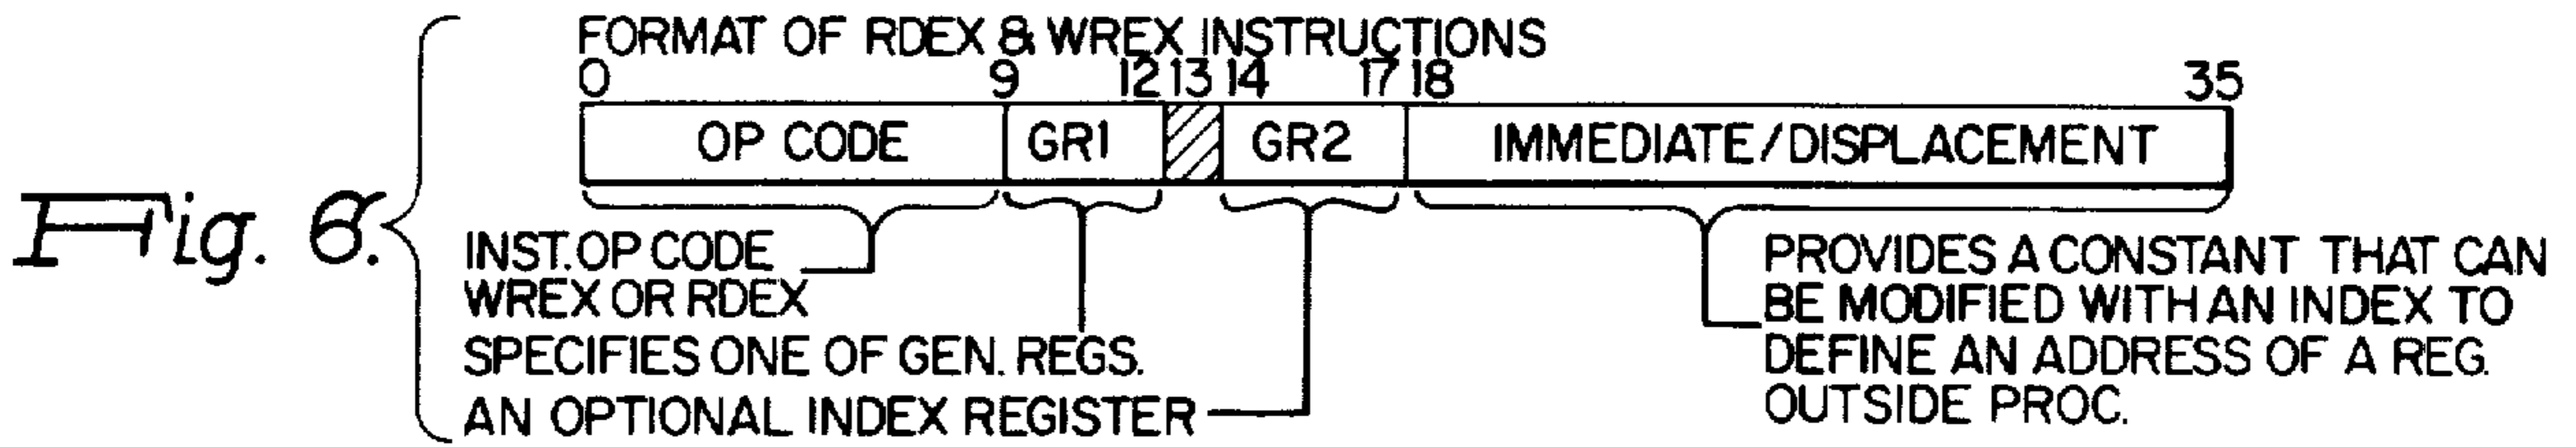 FORMAT OF RDEX & WREX INSTRUCTIONS
0 9 12 13 14 17 18 35
OP CODE GR1 GR2 IMMEDIATE/DISPLACEMENT
Fig. 6.
INST. OP CODE
WREX OR RDEX
SPECIFIES ONE OF GEN. REGS.
AN OPTIONAL INDEX REGISTER
PROVIDES A CONSTANT THAT CAN
BE MODIFIED WITH AN INDEX TO
DEFINE AN ADDRESS OF A REG.
OUTSIDE PROC.